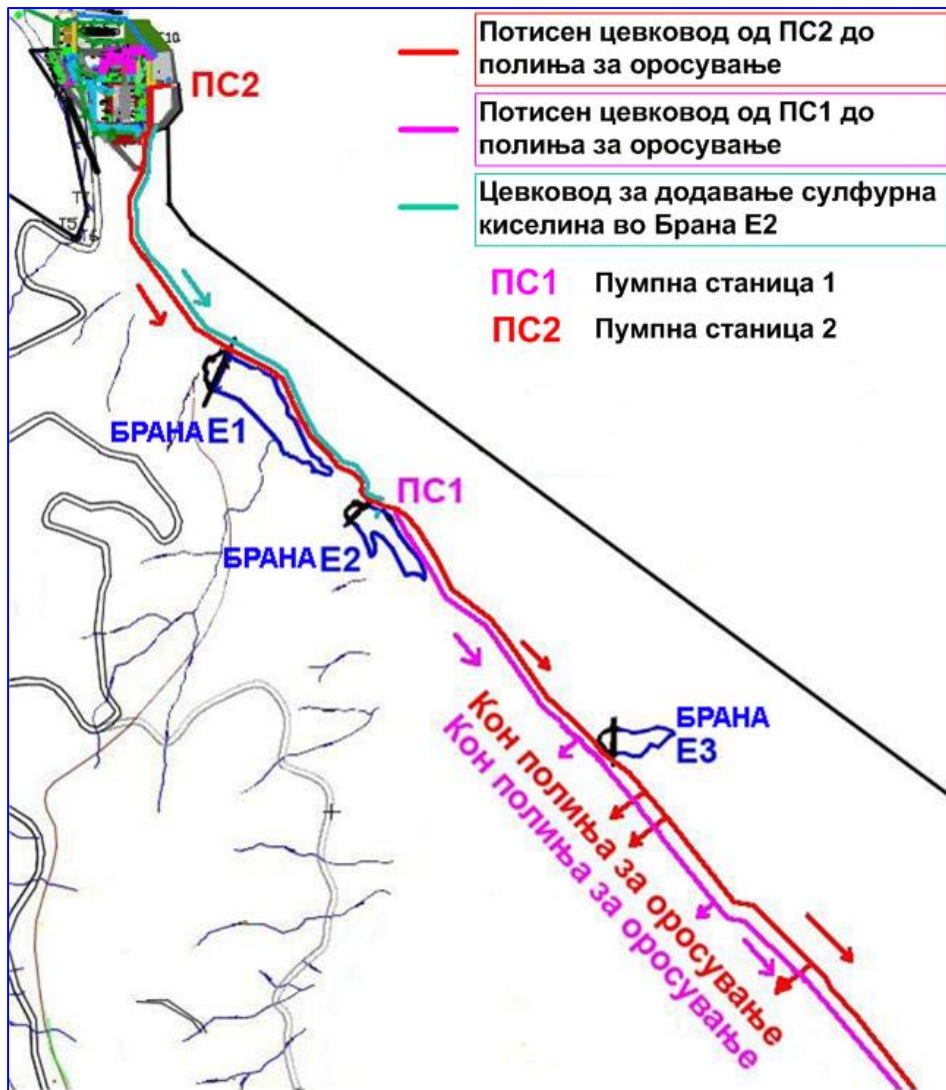 Потисен цевковод од ПС2 до
полиња за оросување
Потисен цевковод од ПС1 до
полиња за оросување
Цевковод за додавање сулфурна
киселина во Брана Е2
ПС1 Пумпна станица 1
ПС2 Пумпна станица 2
ПС2
T7
T5
БРАНА Е1
ПС1
БРАНА Е2
БРАНА
Е3
Кон полиња за оросување
Кон полиња за оросување